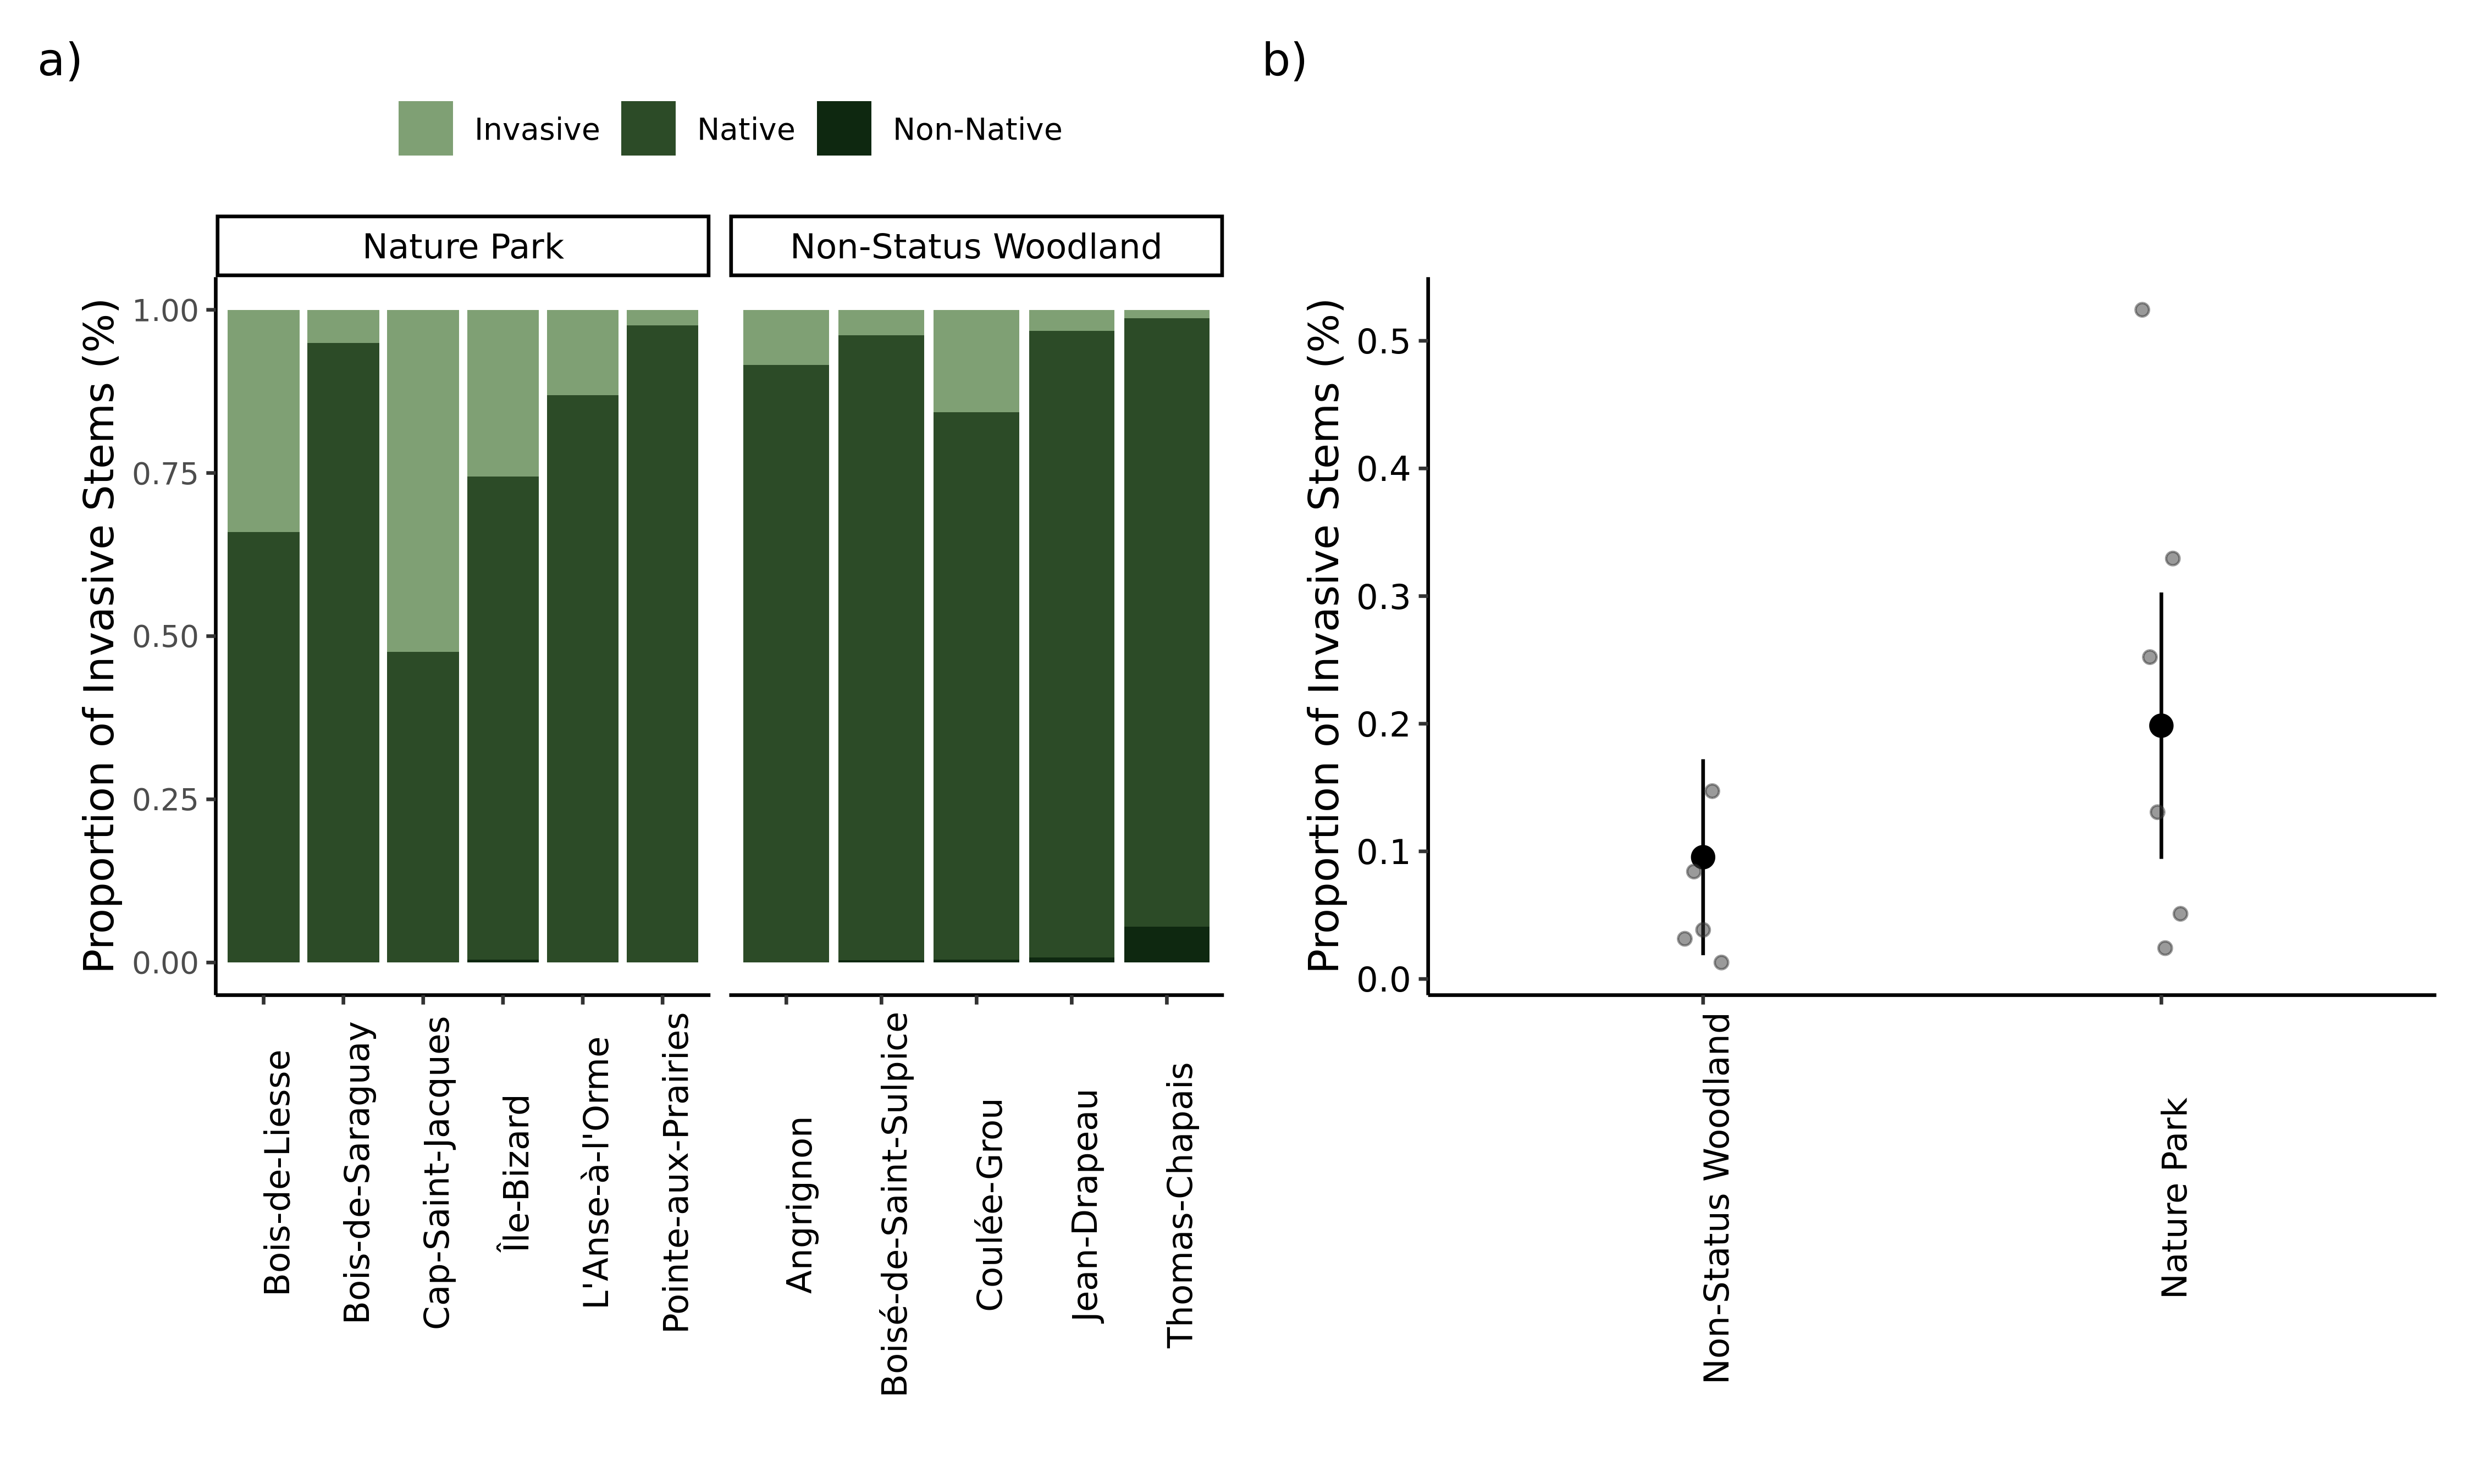 a)
Invasive Native Non-Native
Nature Park
Non-Status Woodland
Proportion of Invasive Stems (%)
1.00
0.75
0.50
0.25
0.00
Bois-de-Liesse
Bois-de-Saraguay
Cap-Saint-Jacques
Île-Bizard
L'Anse-à-l'Orme
Pointe-aux-Prairies
Angrignon
Boisé-de-Saint-Sulpice
Coulée-Grou
Jean-Drapeau
Thomas-Chapais
b)
Proportion of Invasive Stems (%)
0.5
0.4
0.3
0.2
0.1
0.0
Non-Status Woodland
Nature Park